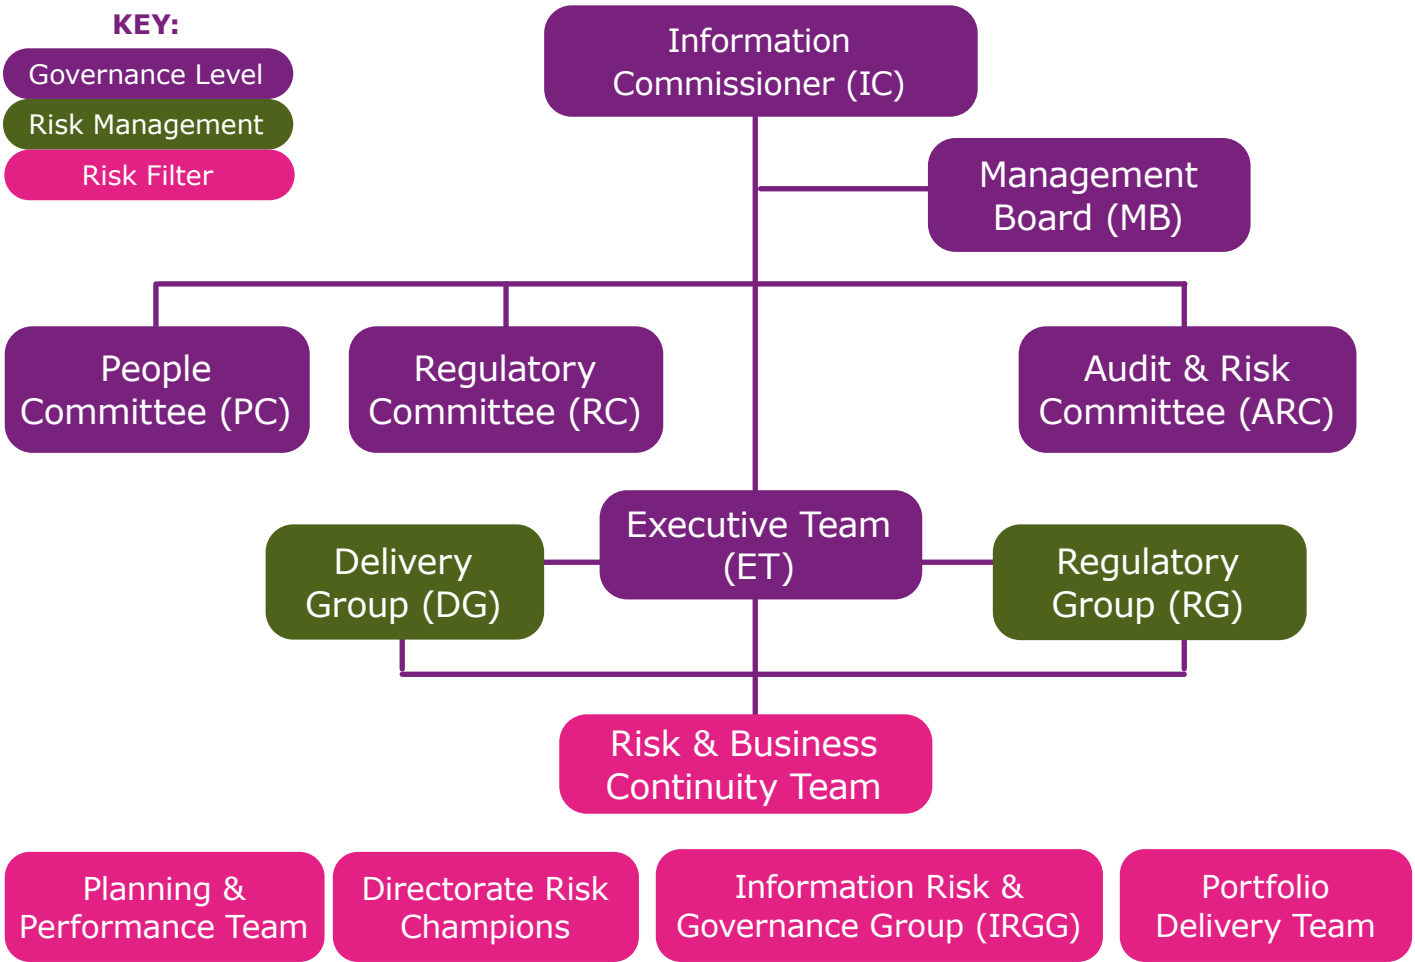 KEY:
Governance Level
Risk Management
Risk Filter
Information
Commissioner (IC)
Management
Board (MB)
People
Committee (PC)
Regulatory
Committee (RC)
Audit & Risk
Committee (ARC)
Executive Team
(ET)
Delivery
Group (DG)
Regulatory
Group (RG)
Risk & Business
Continuity Team
Planning &
Performance Team
Directorate Risk
Champions
Information Risk &
Governance Group (IRGG)
Portfolio
Delivery Team